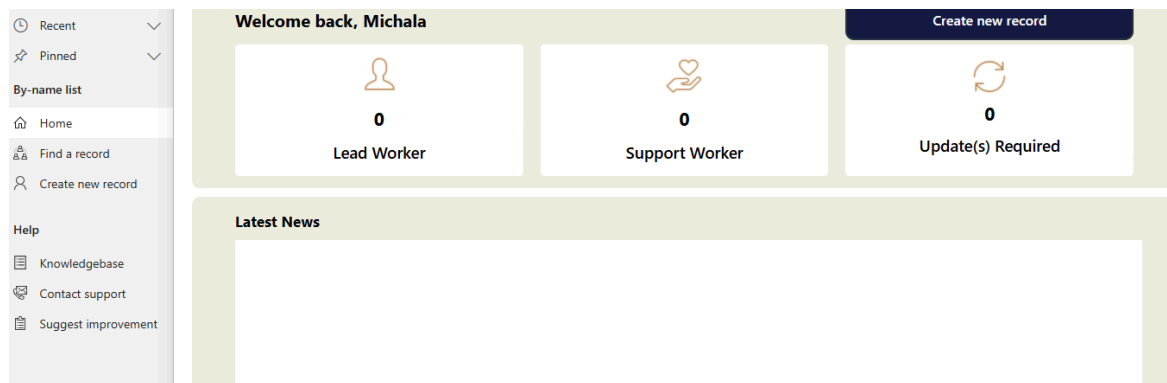 Recent
Pinned
By-name list
Home
Find a record
Create new record
Help
Knowledgebase
Contact support
Suggest improvement
Welcome back, Michala
Create new record
0
Lead Worker
0
Support Worker
0
Update(s) Required
Latest News